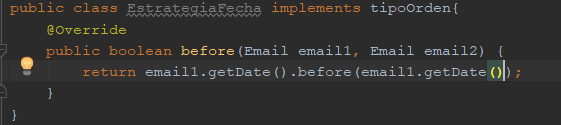 public class EstrategiaFecha implements tipoOrden{
@Override
public boolean before(Email email1, Email email2) {
return email1.getDate().before(email1.getDate());
}
}